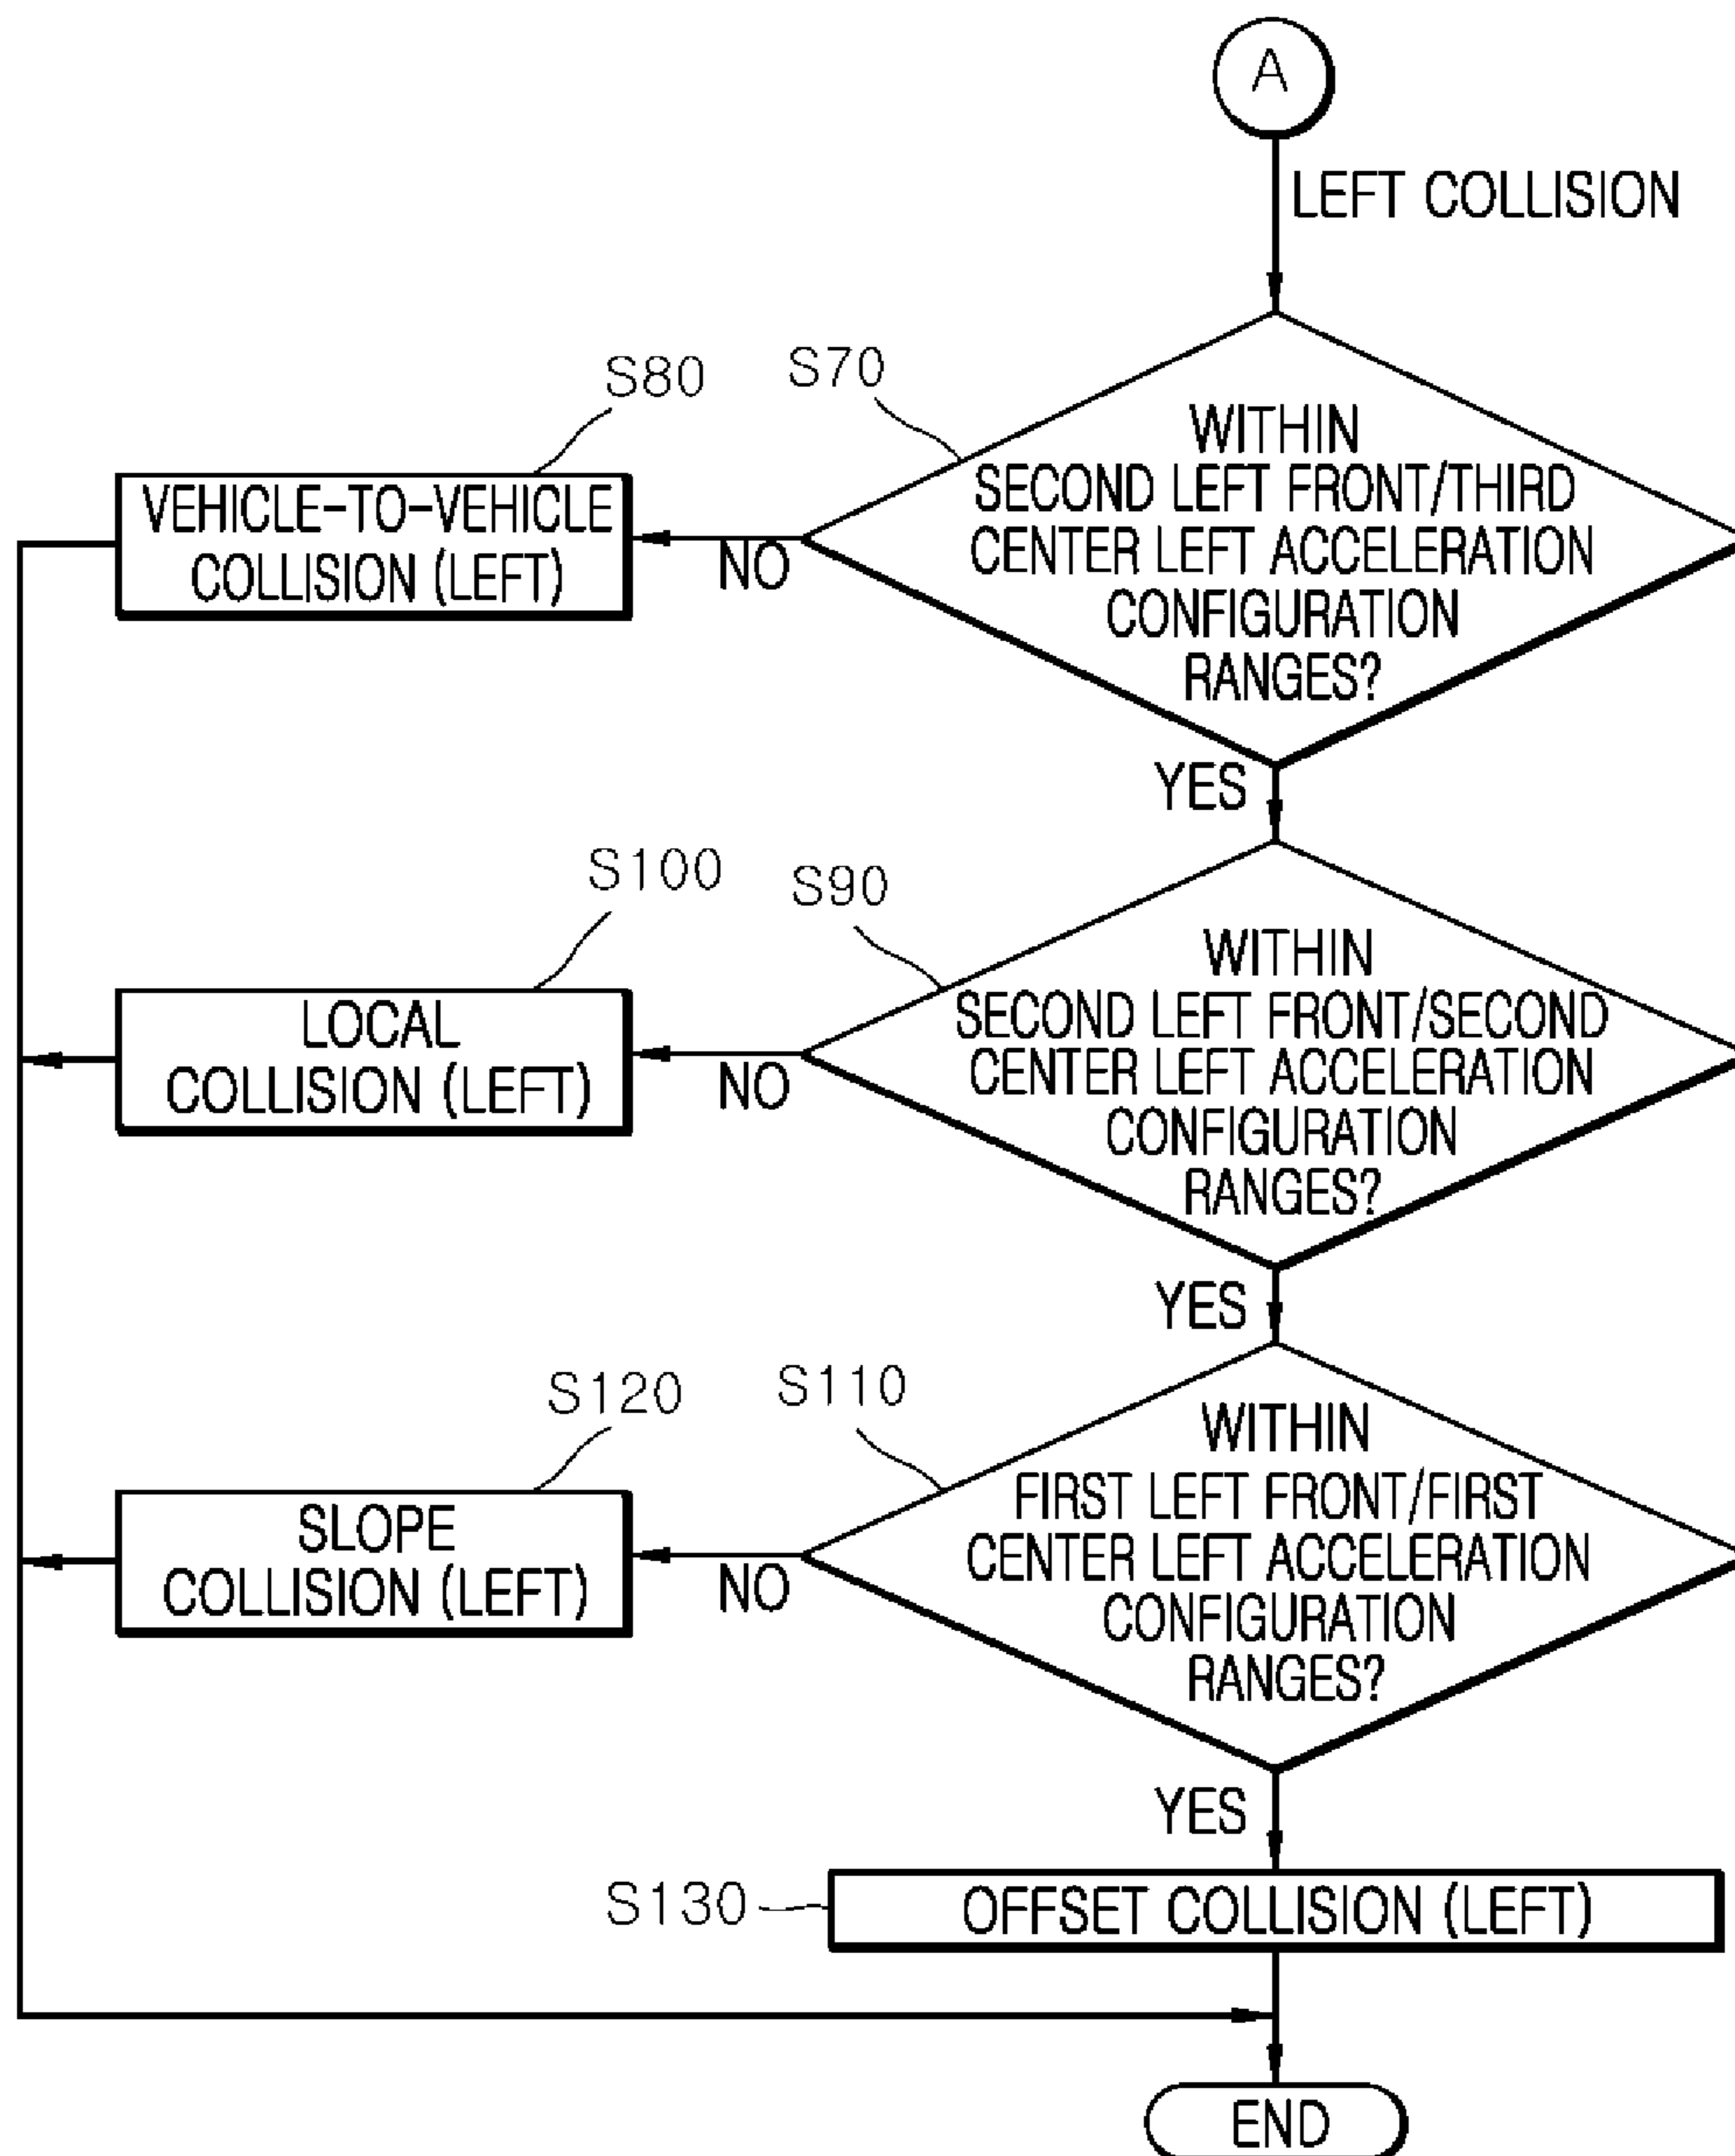 A
LEFT COLLISION
S80
S70
WITHIN
SECOND LEFT FRONT/THIRD
CENTER LEFT ACCELERATION
CONFIGURATION
RANGES?
VEHICLE-TO-VEHICLE
COLLISION (LEFT)
NO
YES
S100
S90
WITHIN
SECOND LEFT FRONT/SECOND
CENTER LEFT ACCELERATION
CONFIGURATION
RANGES?
LOCAL
COLLISION (LEFT)
NO
YES
S120
S110
WITHIN
FIRST LEFT FRONT/FIRST
CENTER LEFT ACCELERATION
CONFIGURATION
RANGES?
SLOPE
COLLISION (LEFT)
NO
YES
S130
OFFSET COLLISION (LEFT)
END